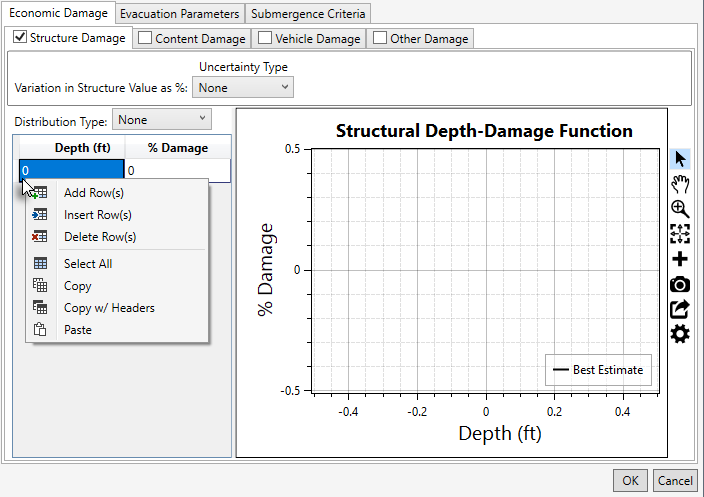 Economic Damage Evacuation Parameters Submergence Criteria
Structure Damage Content Damage Vehicle Damage Other Damage
Uncertainty Type
Variation in Structure Value as %: None
Distribution Type: None
Depth (ft) % Damage
0 0
Add Row(s)
Insert Row(s)
Delete Row(s)
Select All
Copy
Copy w/ Headers
Paste
Structural Depth-Damage Function
% Damage
0.5
0
-0.5
Best Estimate
-0.4 -0.2 0 0.2 0.4
Depth (ft)
OK Cancel